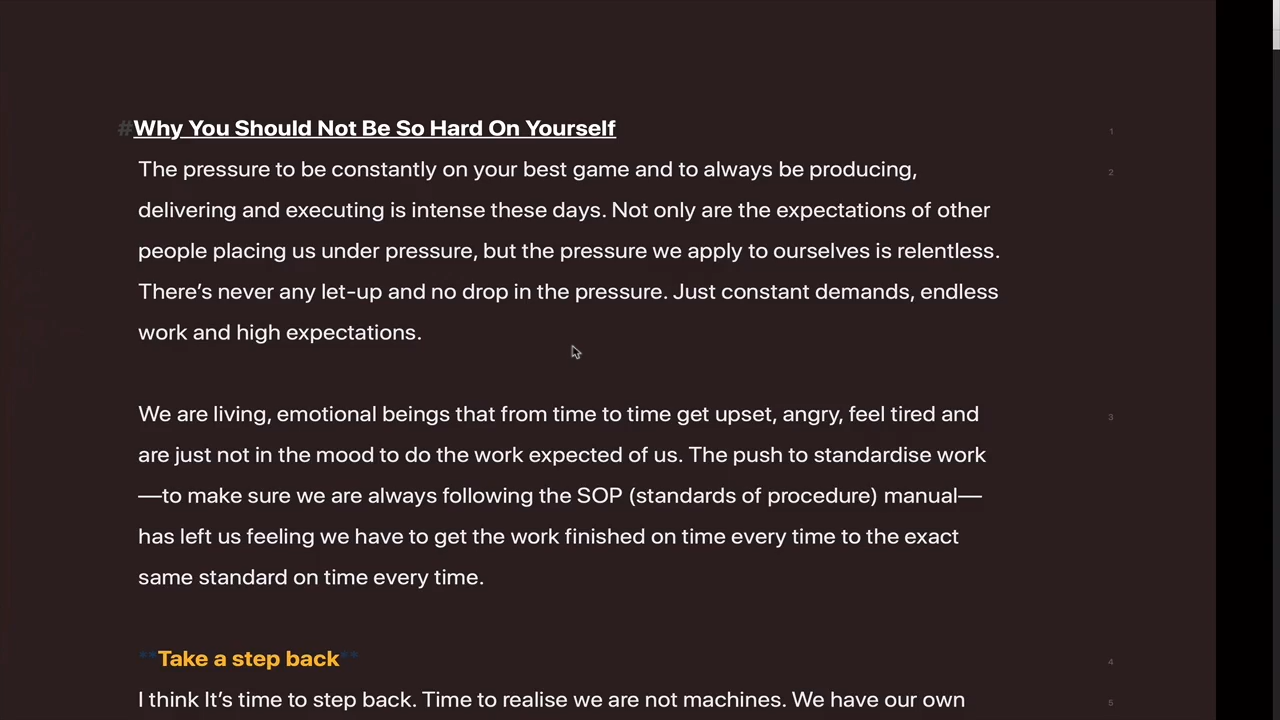 #Why You Should Not Be So Hard On Yourself
1
The pressure to be constantly on your best game and to always be producing,
2
delivering and executing is intense these days. Not only are the expectations of other
people placing us under pressure, but the pressure we apply to ourselves is relentless.
There’s never any let-up and no drop in the pressure. Just constant demands, endless
work and high expectations.
We are living, emotional beings that from time to time get upset, angry, feel tired and
3
are just not in the mood to do the work expected of us. The push to standardise work
—to make sure we are always following the SOP (standards of procedure) manual—
has left us feeling we have to get the work finished on time every time to the exact
same standard on time every time.
**Take a step back**
4
I think It’s time to step back. Time to realise we are not machines. We have our own
5